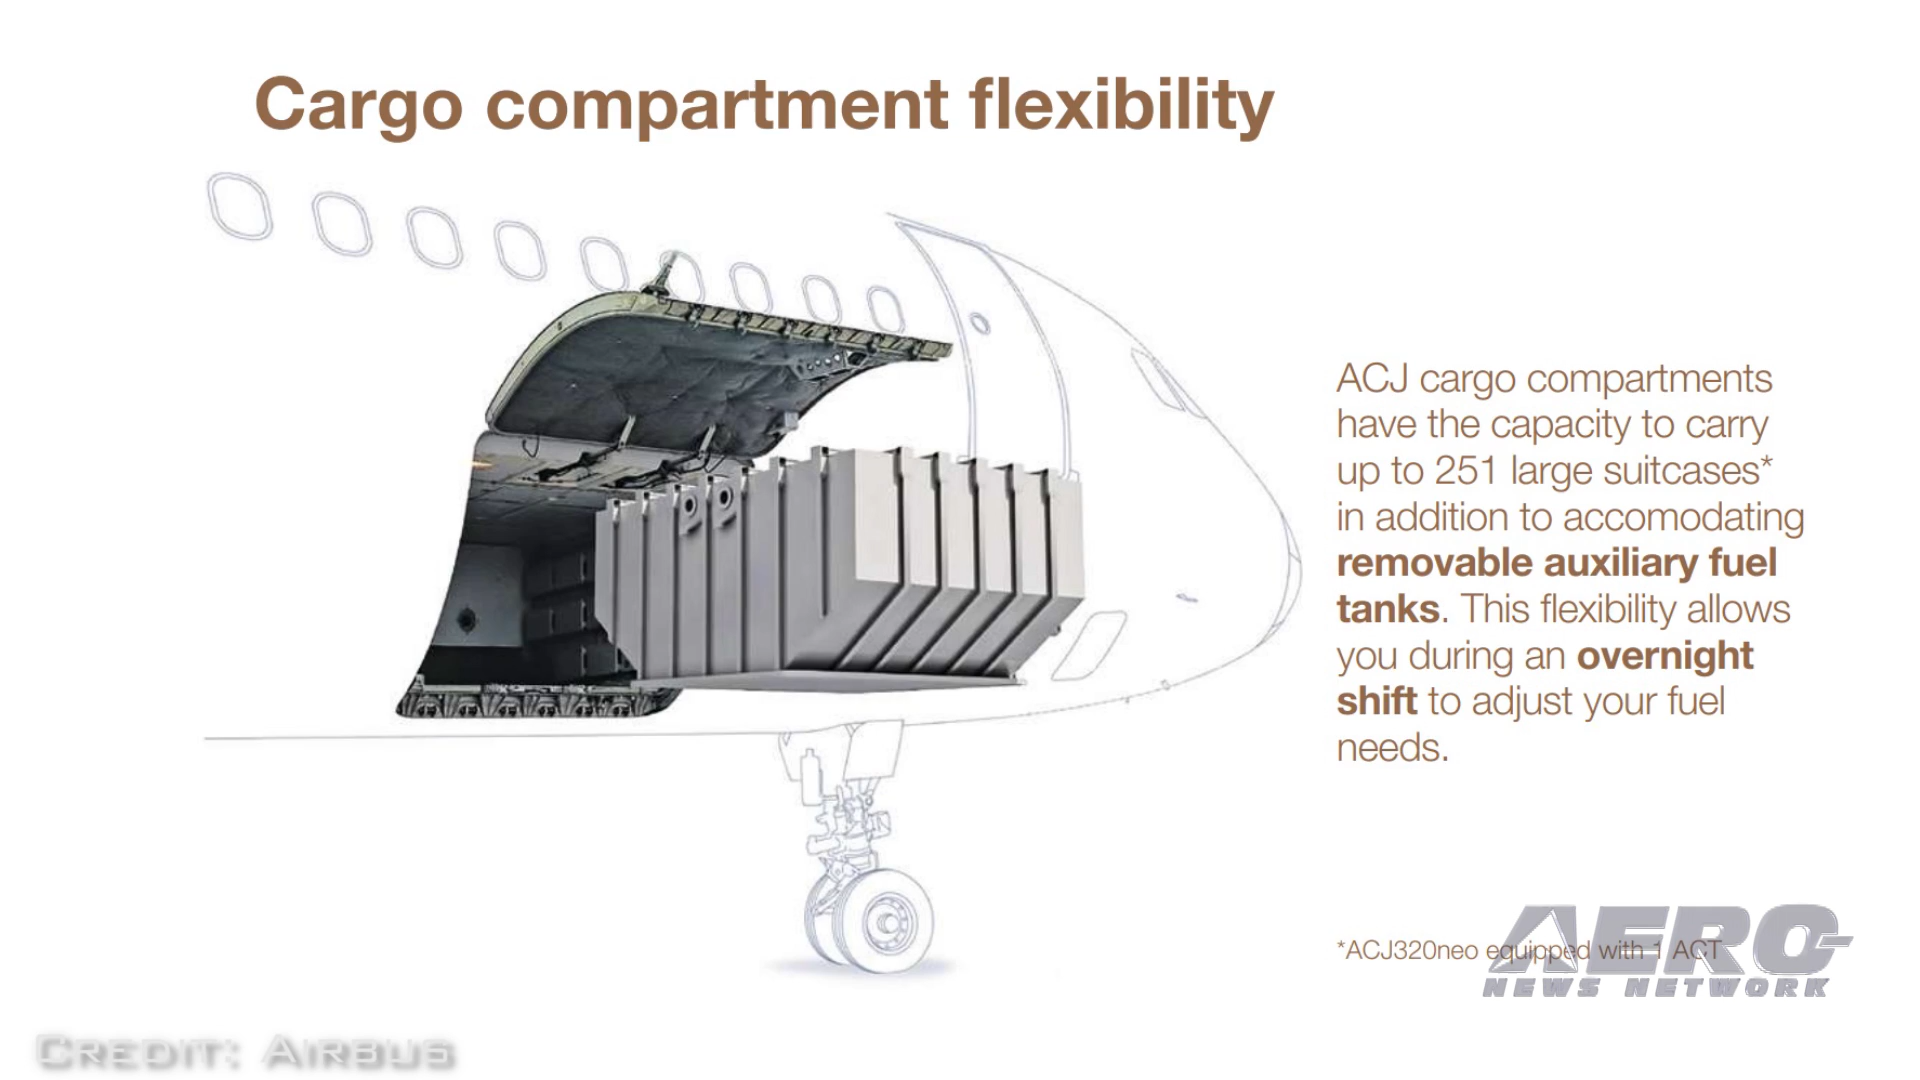 Cargo compartment flexibility
ACJ cargo compartments
have the capacity to carry
up to 251 large suitcases*
in addition to accomodating
removable auxiliary fuel
tanks. This flexibility allows
you during an overnight
shift to adjust your fuel
needs.
*ACJ320neo equipped with 1 ACT
AERO-
NEWS NETWORK
CREDIT: AIRBUS